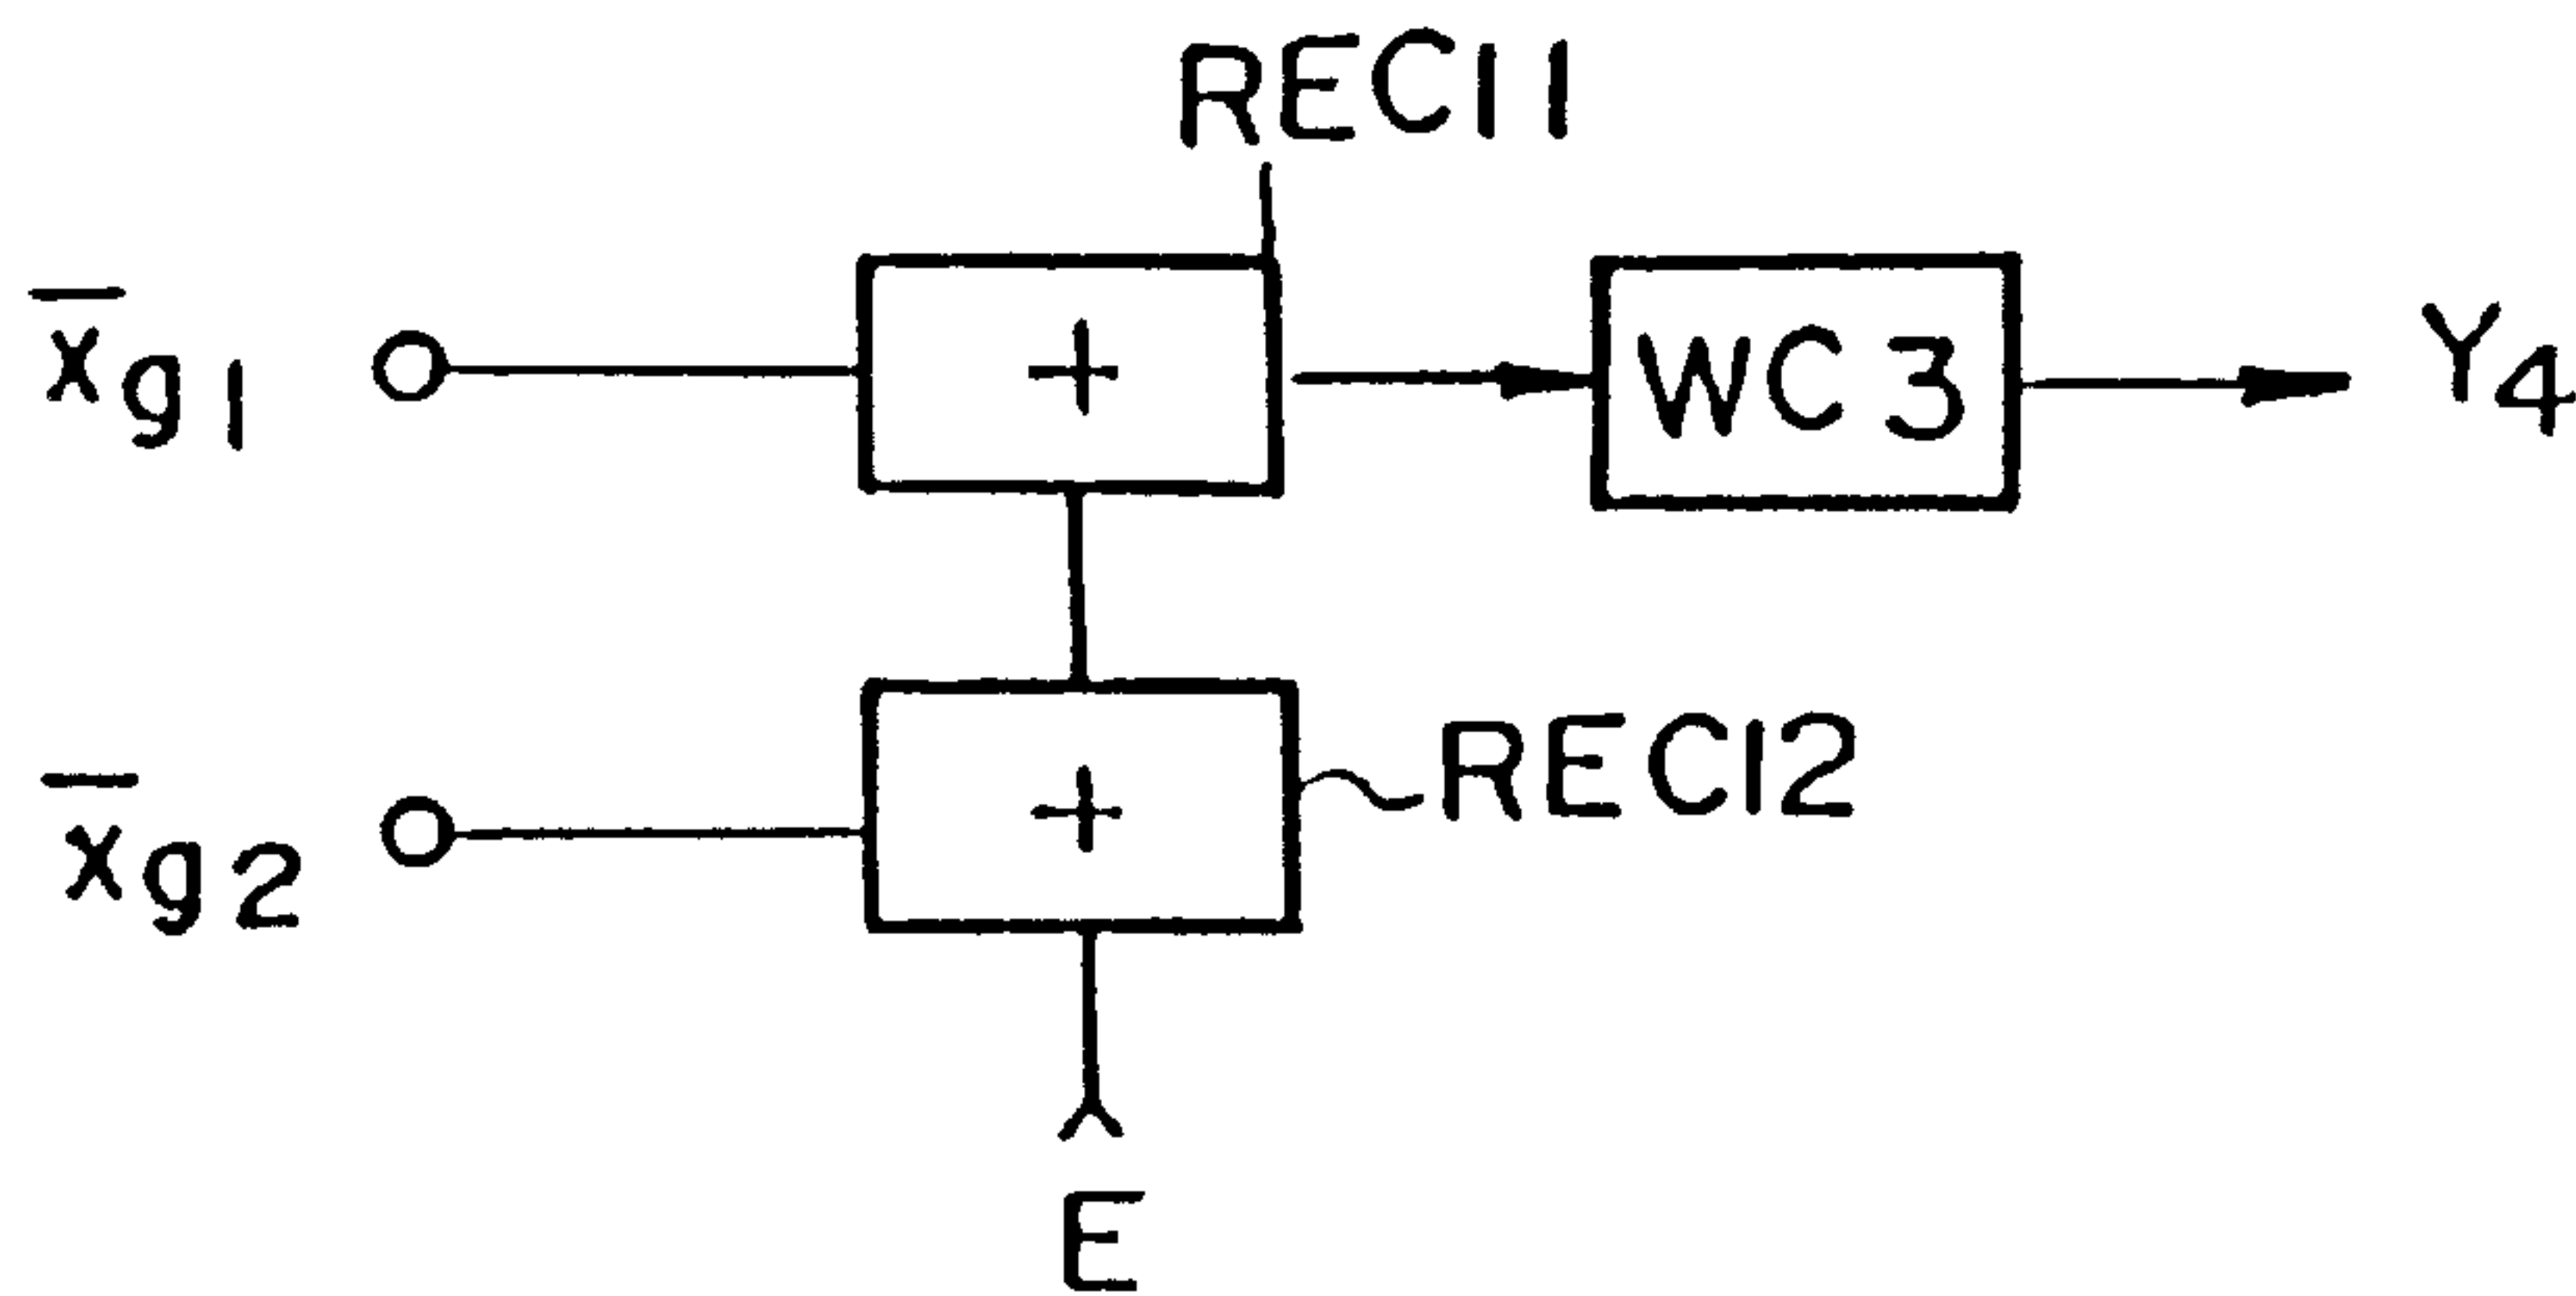 REC11
x̄g1
+
WC3
Y4
x̄g2
+
REC12
E